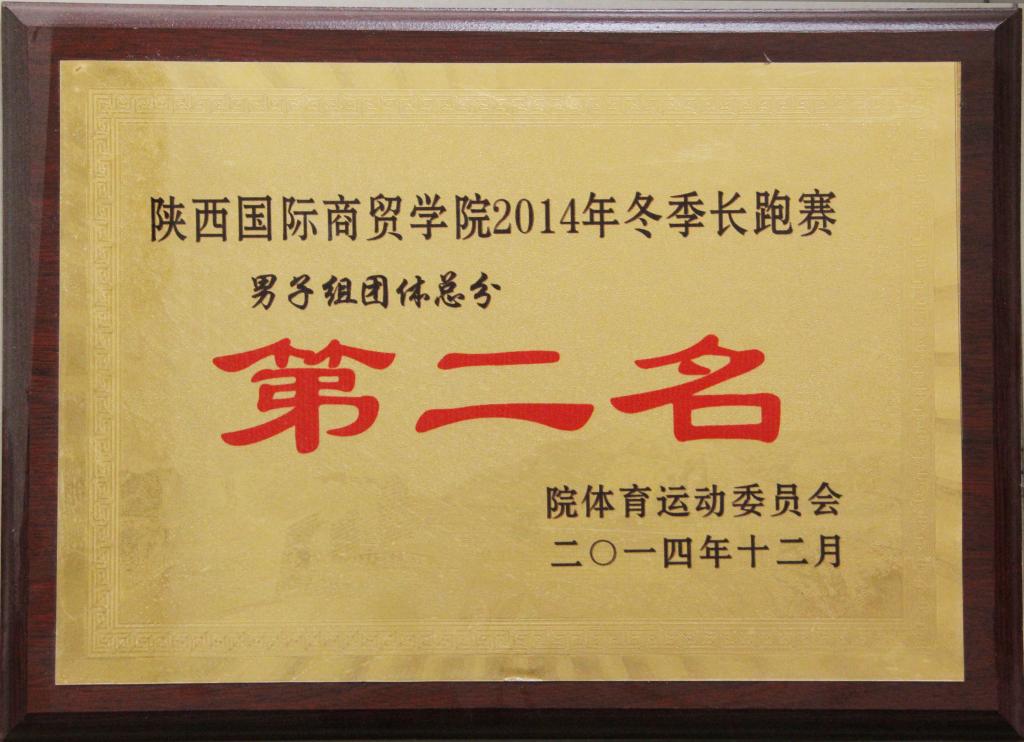 陕西国际商贸学院2014年冬季长跑赛
男子组团体总分
第二名
院体育运动委员会
二〇一四年十二月